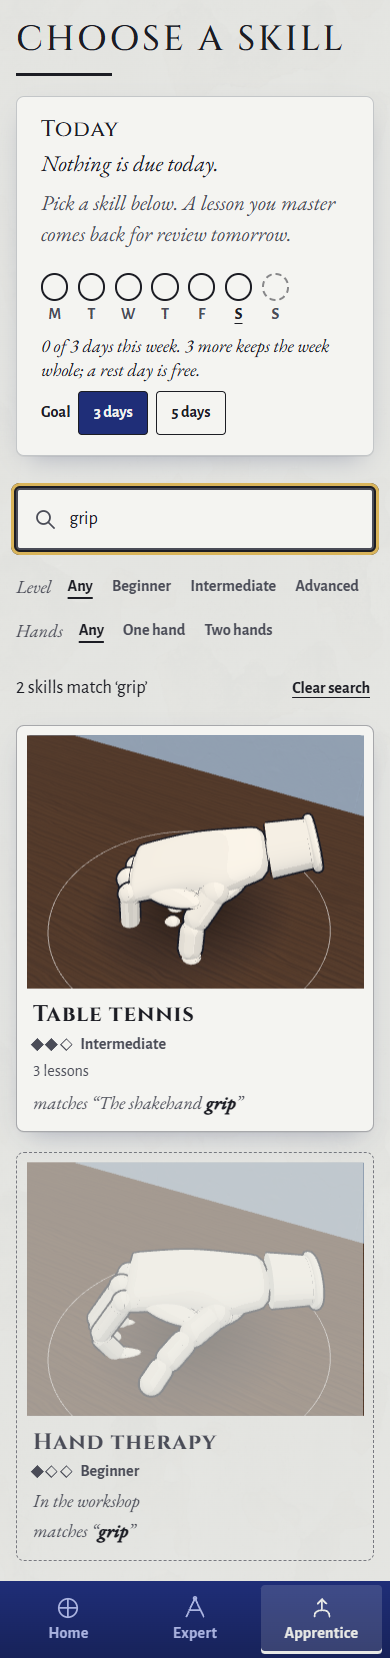 CHOOSE A SKILL
TODAY
Nothing is due today.
Pick a skill below. A lesson you master
comes back for review tomorrow.
M T W T F S S
0 of 3 days this week. 3 more keeps the week
whole; a rest day is free.
Goal 3 days 5 days
grip
Level Any Beginner Intermediate Advanced
Hands Any One hand Two hands
2 skills match ‘grip’ Clear search
TABLE TENNIS
Intermediate
3 lessons
matches “The shakehand grip”
HAND THERAPY
Beginner
In the workshop
matches “grip”
Home Expert Apprentice